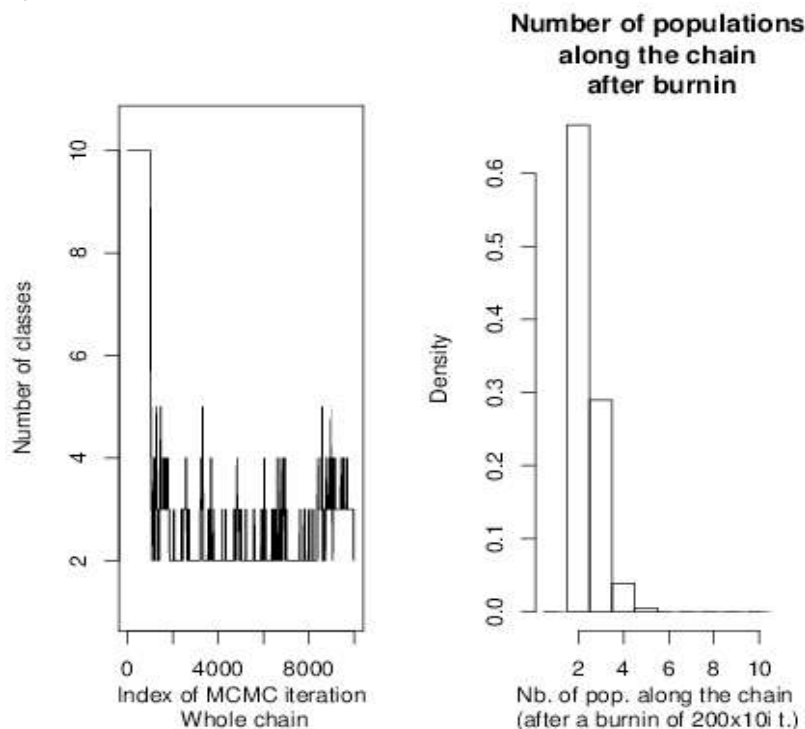 10
8
6
4
2
Number of classes
0 4000 8000
Index of MCMC iteration
Whole chain
Number of populations
along the chain
after burnin
0.6
0.5
0.4
0.3
0.2
0.1
0.0
Density
2 4 6 8 10
Nb. of pop. along the chain
(after a burnin of 200x10i t.)